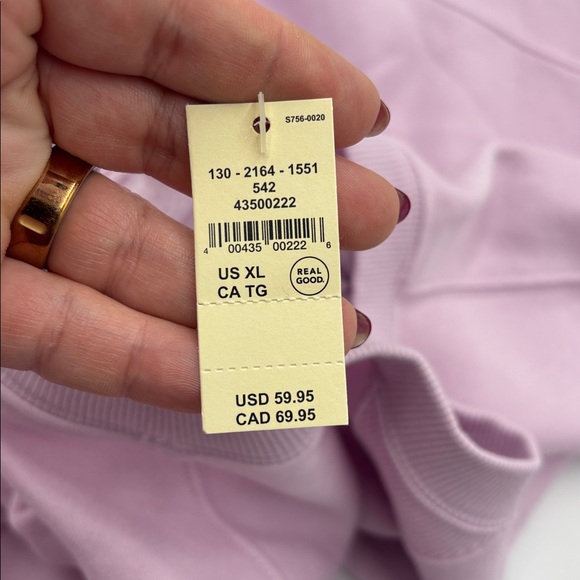 S756-0020
130 - 2164 - 1551
542
43500222
4 00435 00222 6
US XL
CA TG
REAL
GOOD.
USD 59.95
CAD 69.95